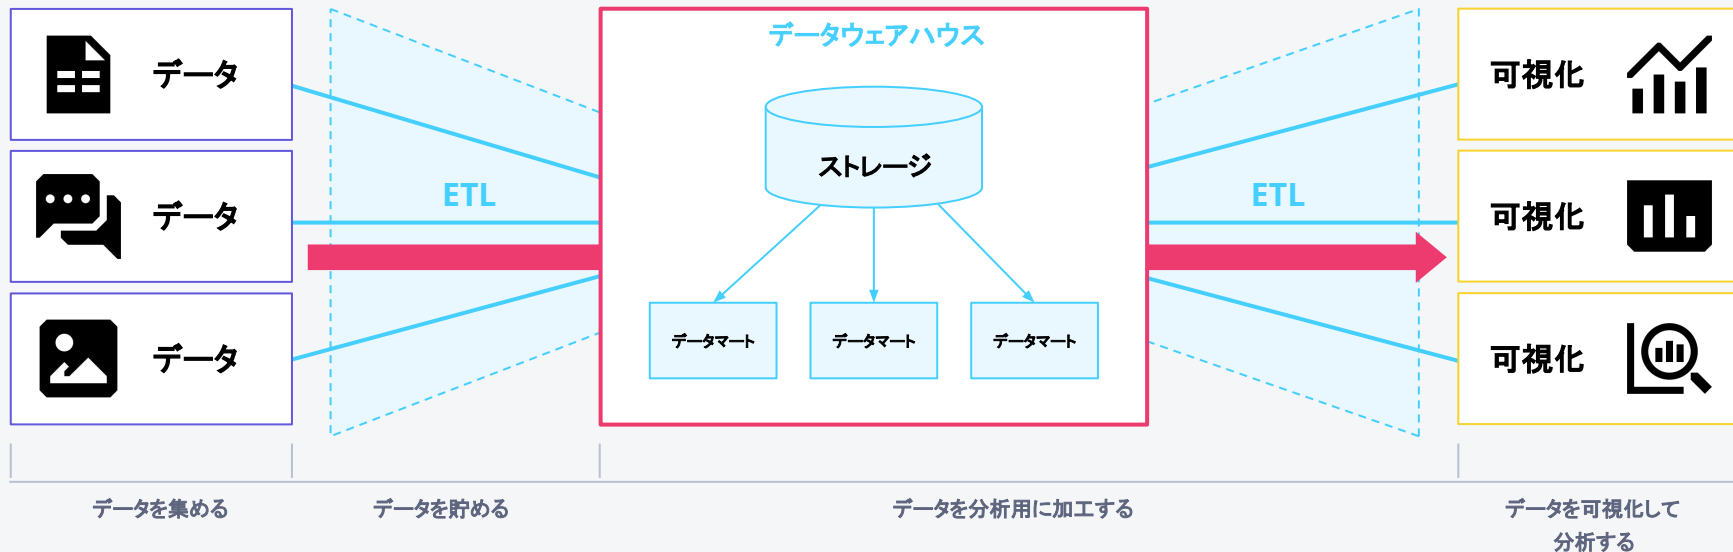 データ
データ
データ
ETL
データウェアハウス
ストレージ
データマート
データマート
データマート
ETL
可視化
可視化
可視化
データを集める
データを貯める
データを分析用に加工する
データを可視化して
分析する